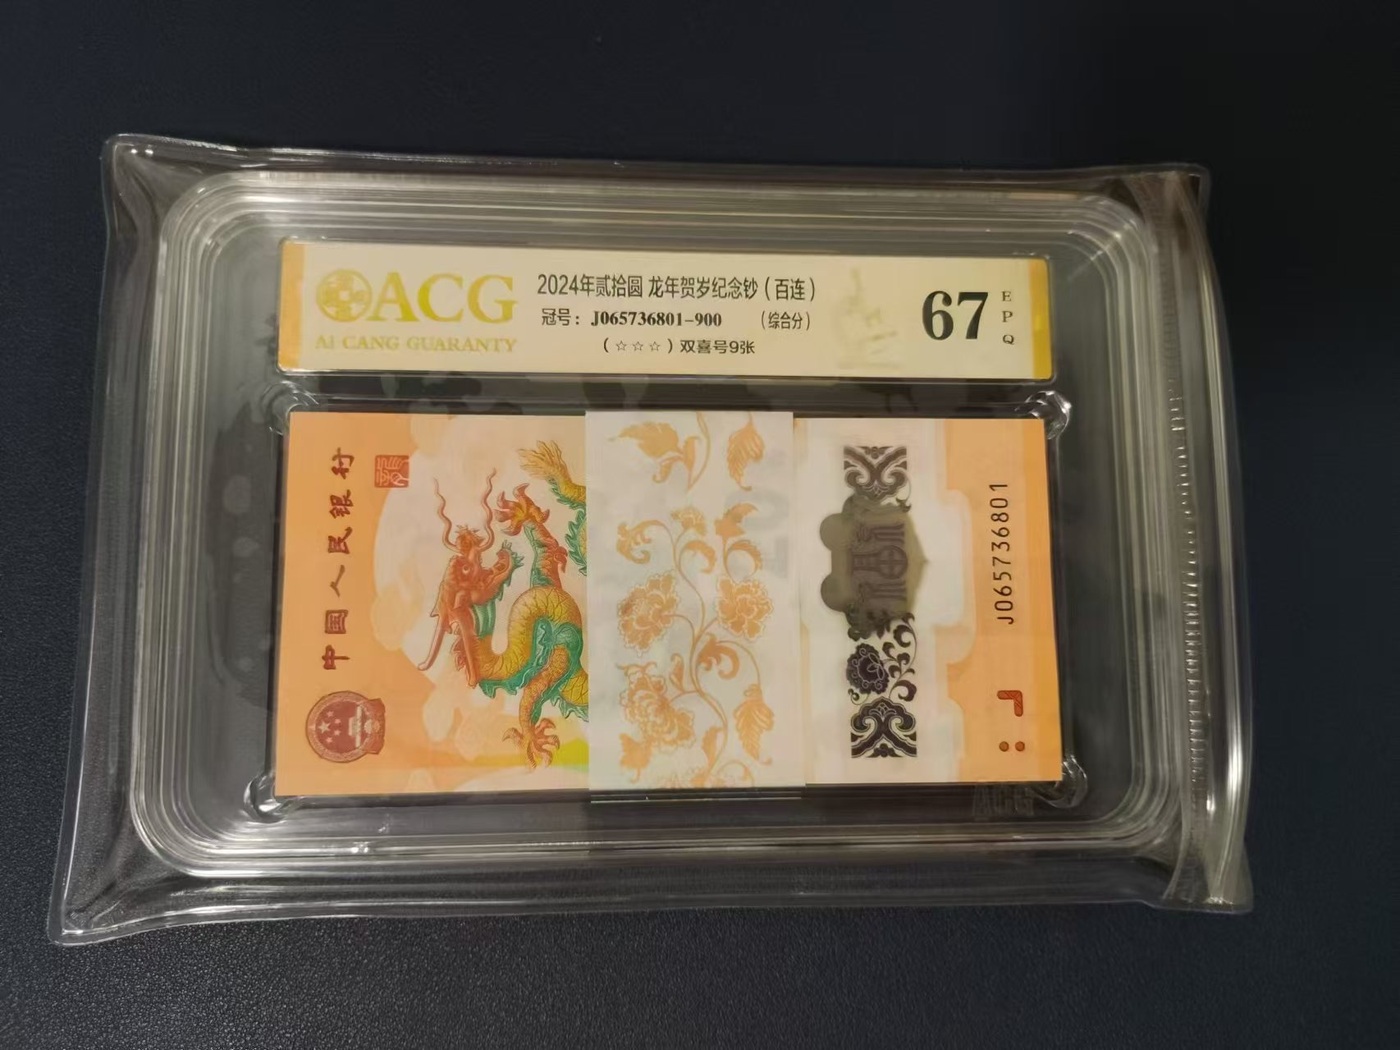 ACG
AI CANG GUARANTY
2024年贰拾圆 龙年贺岁纪念钞（百连）
冠号：J065736801-900 （综合分）
（☆☆☆）双喜号9张
67
EPQ
中国人民银行
J065736801